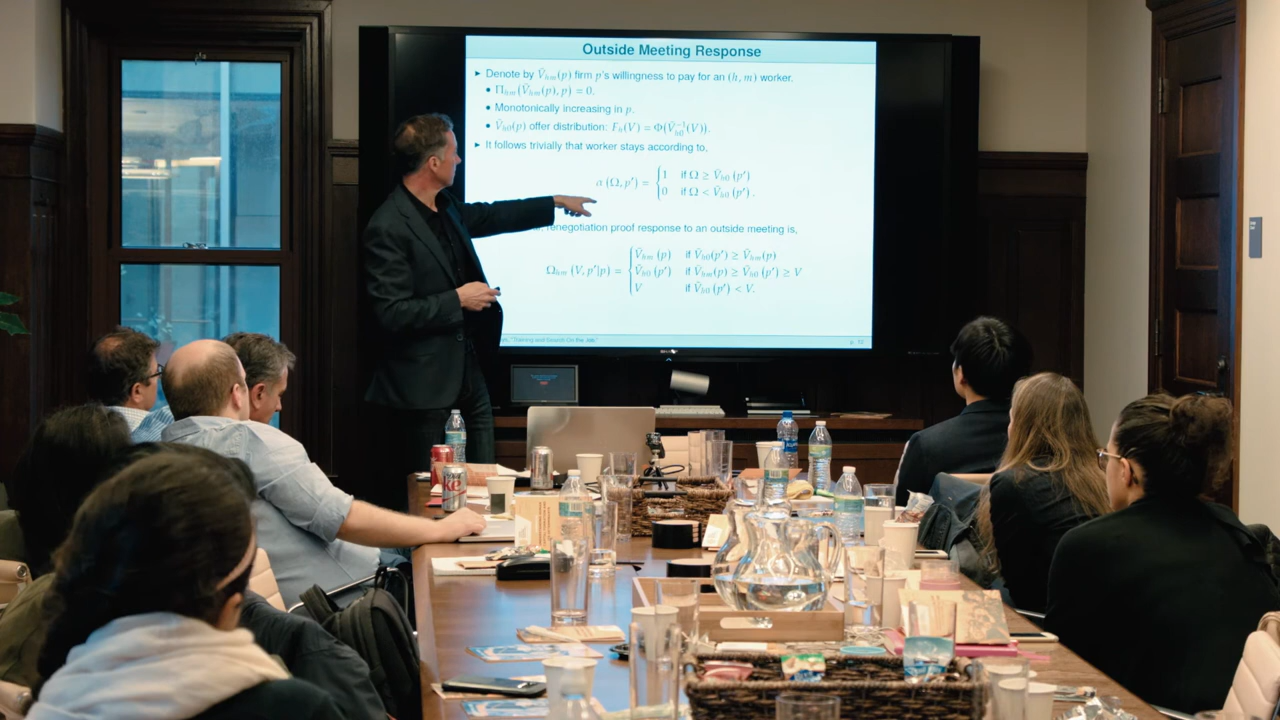 Outside Meeting Response
► Denote by V̂ₕₘ(p) firm p's willingness to pay for an (h, m) worker.
• Πₕₘ(V̂ₕₘ(p), p) = 0.
• Monotonically increasing in p.
• V̂ₕ₀(p) offer distribution: Fₕ(V) = Φ(V̂ₕ₀⁻¹(V)).
► It follows trivially that worker stays according to,
α (Ω, p′) = { 1 if Ω ≥ V̂ₕ₀ (p′)
0 if Ω < V̂ₕ₀ (p′) .
renegotiation proof response to an outside meeting is,
V̂ₕₘ (p) if V̂ₕ₀(p′) ≥ V̂ₕₘ(p)
Ωₕₘ (V, p′|p) = { V̂ₕ₀ (p′) if V̂ₕₘ(p) ≥ V̂ₕ₀ (p′) ≥ V
V if V̂ₕ₀ (p′) < V.
"Training and Search On the Job" p. 12
SHARP